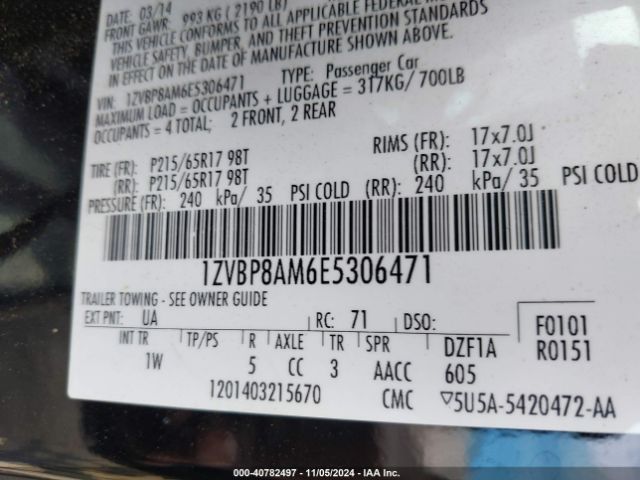 DATE: 03/14
FRONT GAWR: 993 KG ( 2190 LB)
THIS VEHICLE CONFORMS TO ALL APPLICABLE FEDERAL
VEHICLE SAFETY, BUMPER, AND THEFT PREVENTION STANDARDS
IN EFFECT ON THE DATE OF MANUFACTURE SHOWN ABOVE.
VIN: 1ZVBP8AM6E5306471 TYPE: Passenger Car
MAXIMUM LOAD = OCCUPANTS + LUGGAGE = 317KG/ 700LB
OCCUPANTS = 4 TOTAL; 2 FRONT, 2 REAR
TIRE (FR): P215/65R17 98T RIMS (FR): 17x7.0J
(RR): P215/65R17 98T (RR): 17x7.0J
PRESSURE (FR): 240 kPa/ 35 PSI COLD (RR): 240 kPa/ 35 PSI COLD
1ZVBP8AM6E5306471
TRAILER TOWING - SEE OWNER GUIDE
EXT PNT: UA RC: 71 DSO: F0101
INT TR TP/PS R AXLE TR SPR DZF1A R0151
1W 5 CC 3 AACC 605
1201403215670 CMC ▽5U5A-5420472-AA
000-40782497 - 11/05/2024 - IAA Inc.